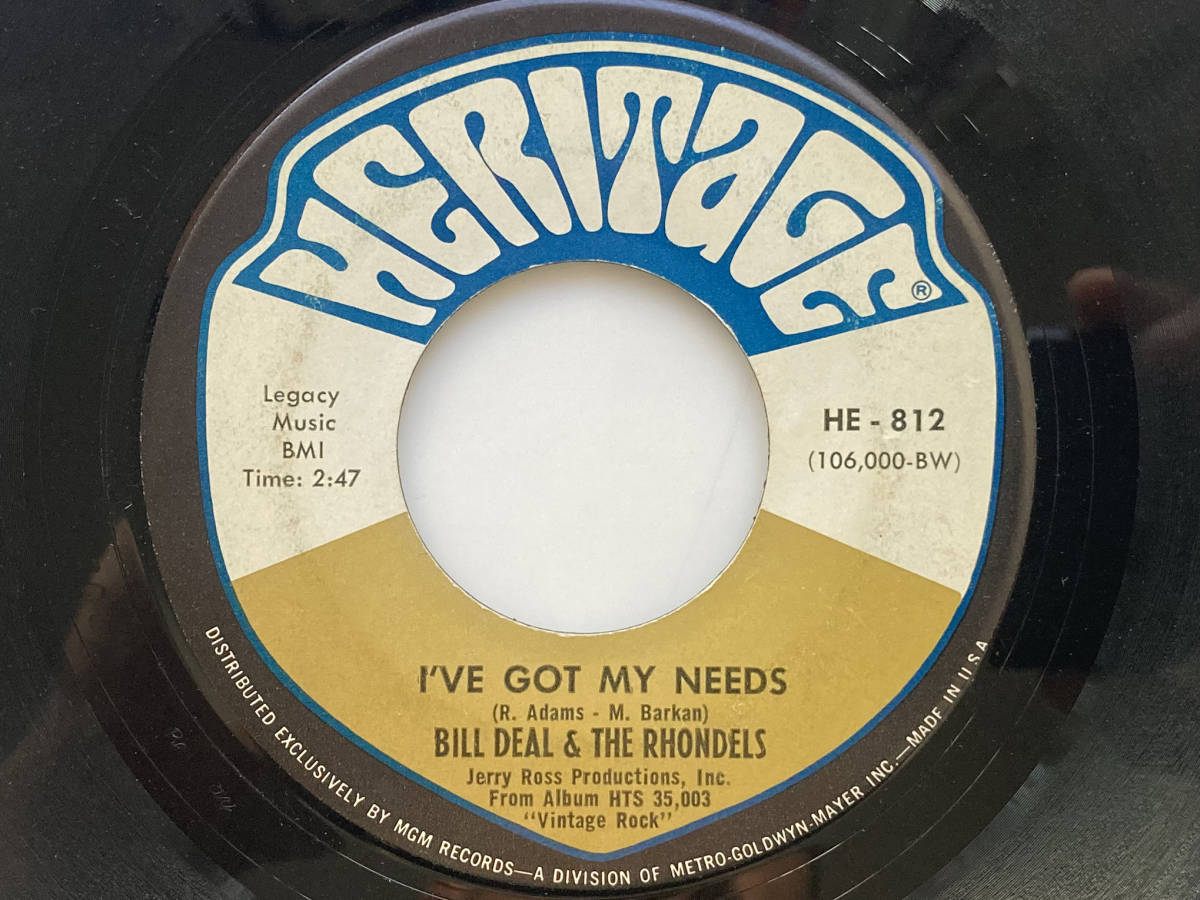 HERITAGE ®
Legacy
Music
BMI
Time: 2:47
HE - 812
(106,000-BW)
I'VE GOT MY NEEDS
(R. Adams - M. Barkan)
BILL DEAL & THE RHONDELS
Jerry Ross Productions, Inc.
From Album HTS 35,003
"Vintage Rock"
DISTRIBUTED EXCLUSIVELY BY MGM RECORDS—A DIVISION OF METRO-GOLDWYN-MAYER INC.—MADE IN U S A